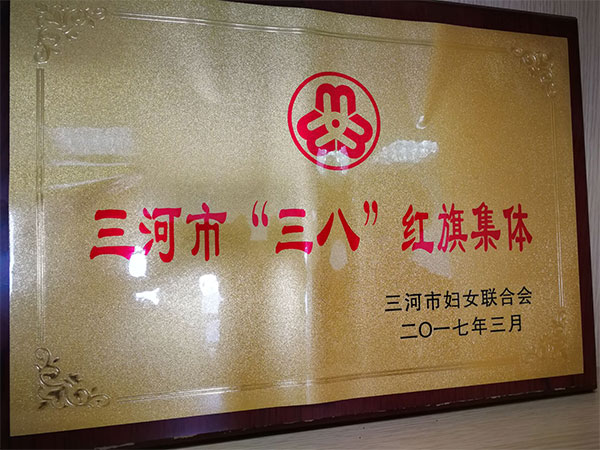 三河市“三八”红旗集体
三河市妇女联合会
二〇一七年三月